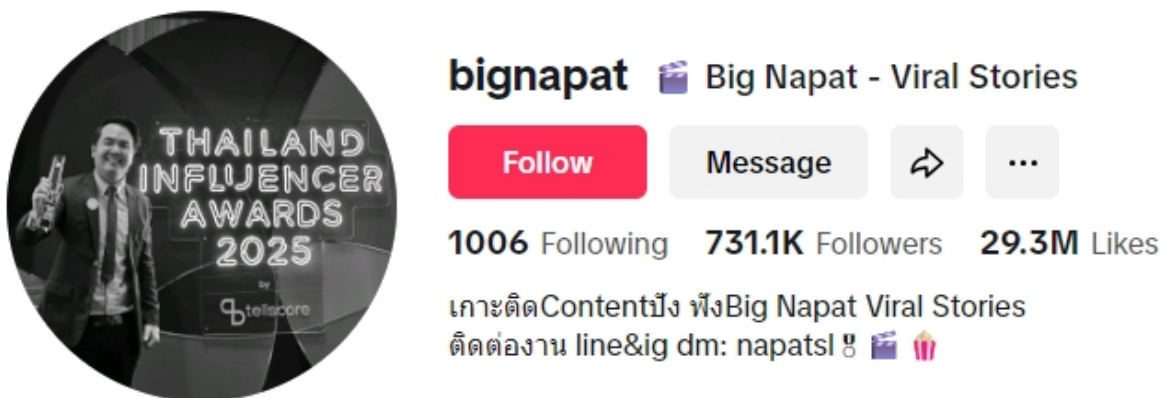 THAILAND
INFLUENCER
AWARDS
2025
by
tellscore
bignapat 🎬 Big Napat - Viral Stories
Follow
Message
...
1006 Following 731.1K Followers 29.3M Likes
เกาะติดContentปัง ฟังBig Napat Viral Stories
ติดต่องาน line&ig dm: napatsl 🎖 🎬 🍿